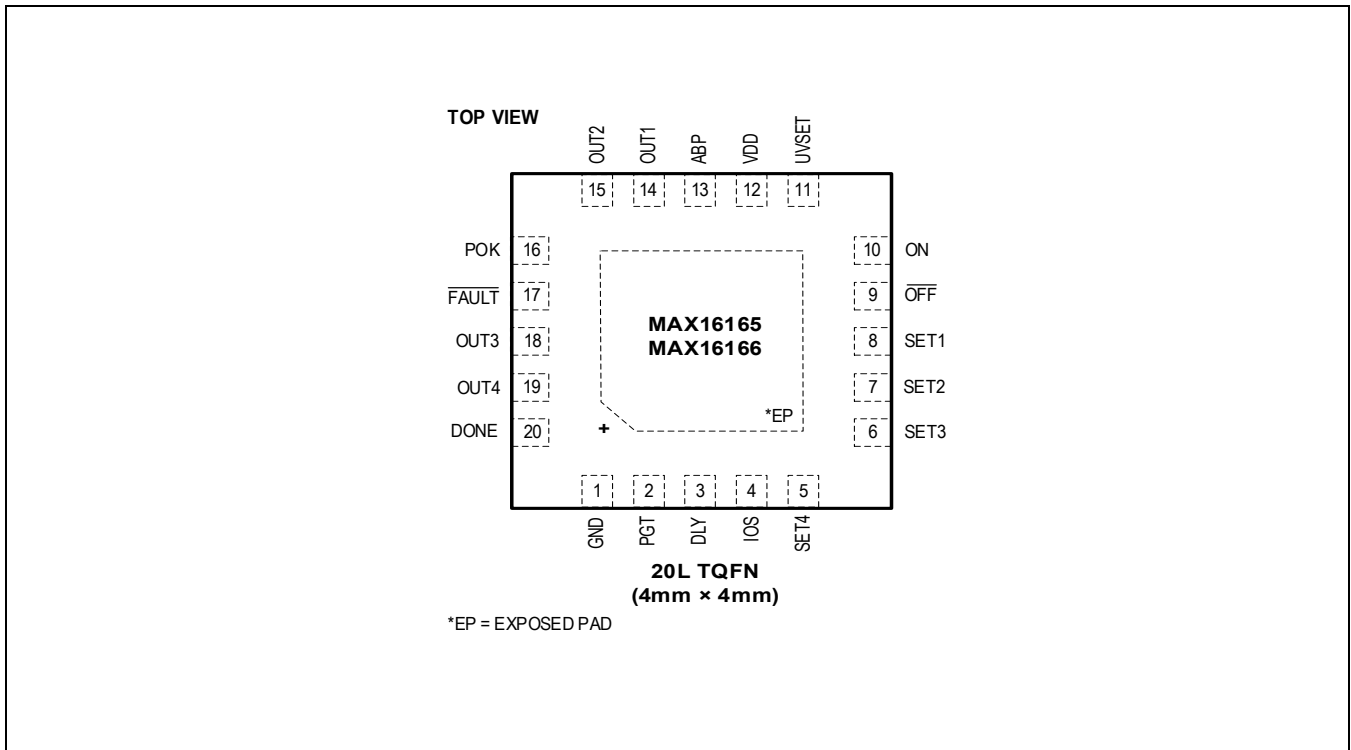 TOP VIEW
OUT2 OUT1 ABP VDD UVSET
15 14 13 12 11
POK 16
FAULT 17
OUT3 18
OUT4 19
DONE 20
10 ON
9 OFF
8 SET1
7 SET2
6 SET3
MAX16165
MAX16166
*EP
+
1 2 3 4 5
GND PGT DLY IOS SET4
20L TQFN
(4mm × 4mm)
*EP = EXPOSED PAD